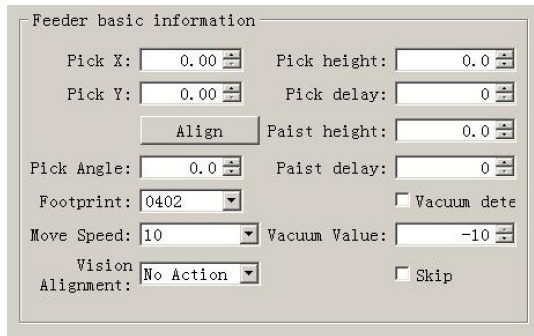 Feeder basic information
Pick X: 0.00 Pick height: 0.0
Pick Y: 0.00 Pick delay: 0
Align Paist height: 0.0
Pick Angle: 0.0 Paist delay: 0
Footprint: 0402 Vacuum dete
Move Speed: 10 Vacuum Value: -10
Vision
Alignment: No Action Skip